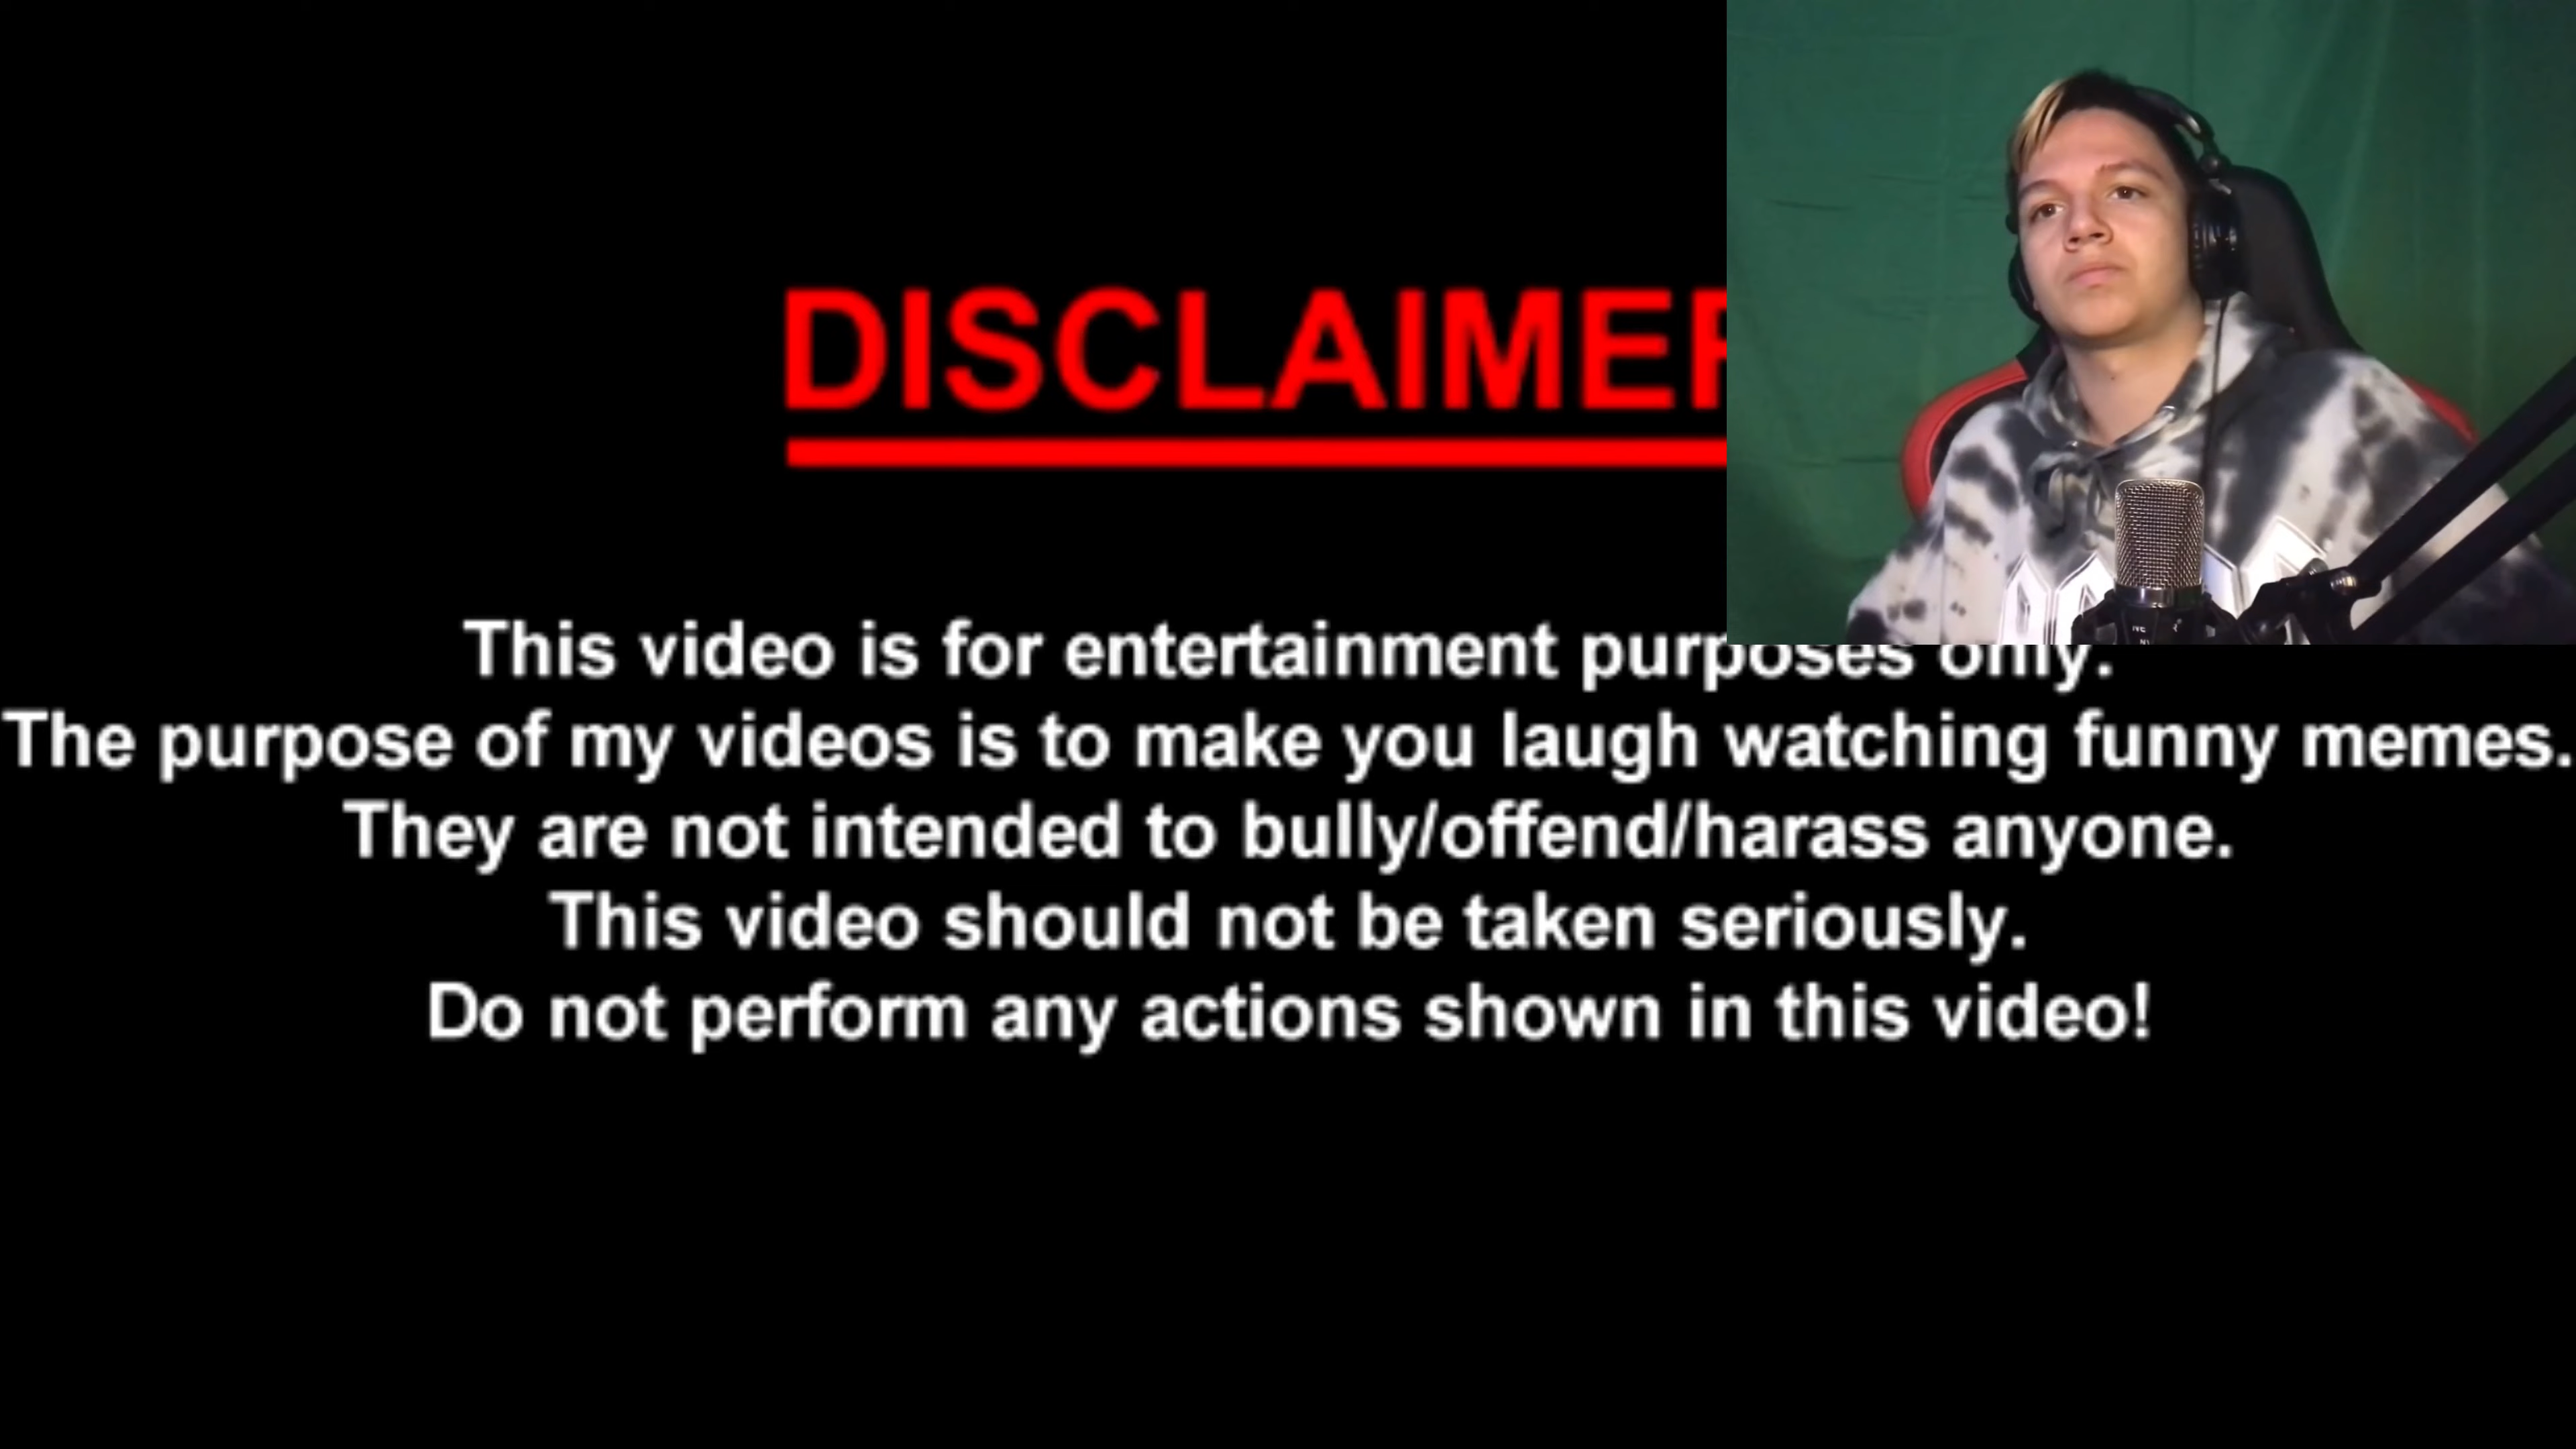 DISCLAIMER
This video is for entertainment purposes only.
The purpose of my videos is to make you laugh watching funny memes.
They are not intended to bully/offend/harass anyone.
This video should not be taken seriously.
Do not perform any actions shown in this video!